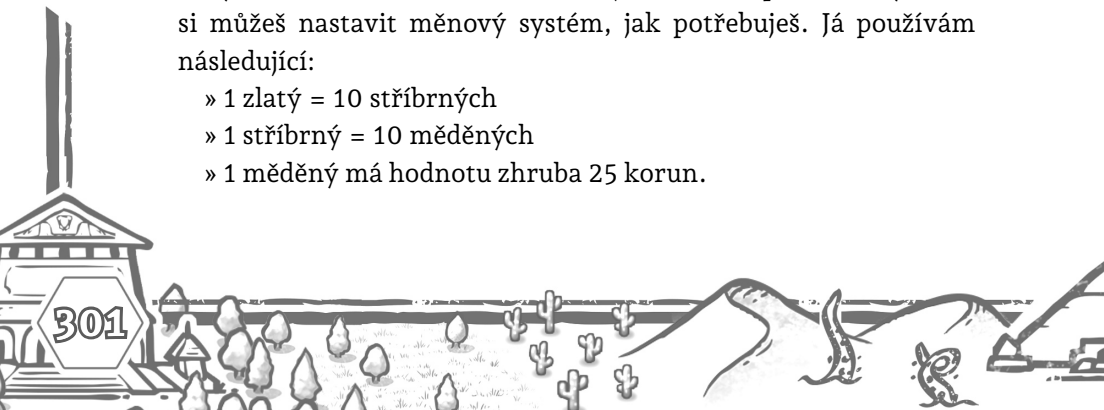 si můžeš nastavit měnový systém, jak potřebuješ. Já používám
následující:
» 1 zlatý = 10 stříbrných
» 1 stříbrný = 10 měděných
» 1 měděný má hodnotu zhruba 25 korun.
301